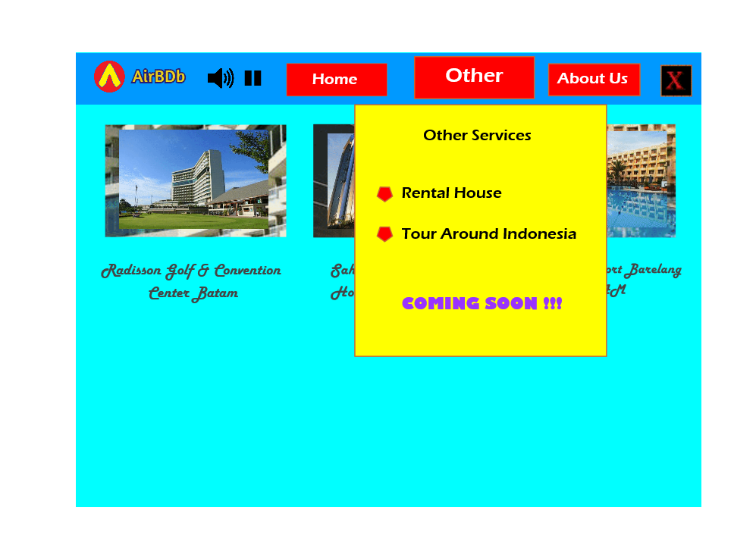 AirBDb
Home
Other
About Us
X
Other Services
Rental House
Tour Around Indonesia
COMING SOON !!!
Radisson Golf & Convention
Center Batam
Barelang